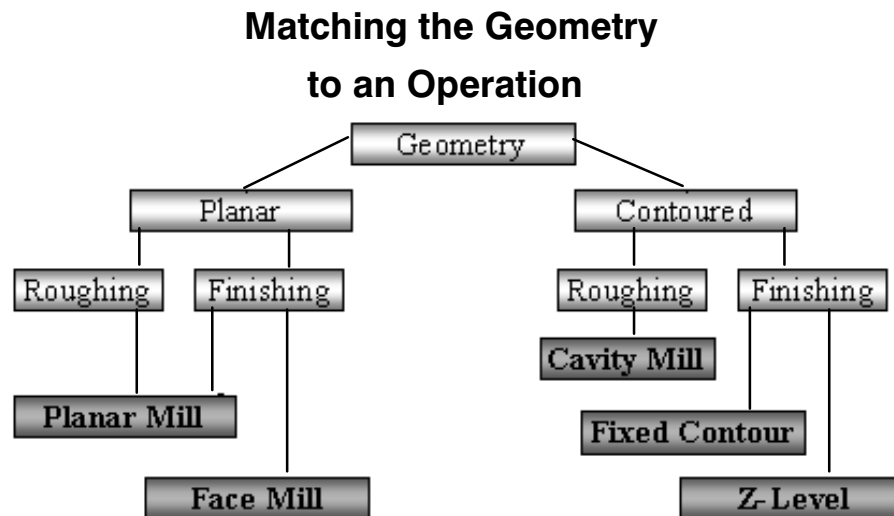 Matching the Geometry
to an Operation
Geometry
Planar
Contoured
Roughing
Finishing
Roughing
Finishing
Cavity Mill
Planar Mill
Fixed Contour
Face Mill
Z-Level